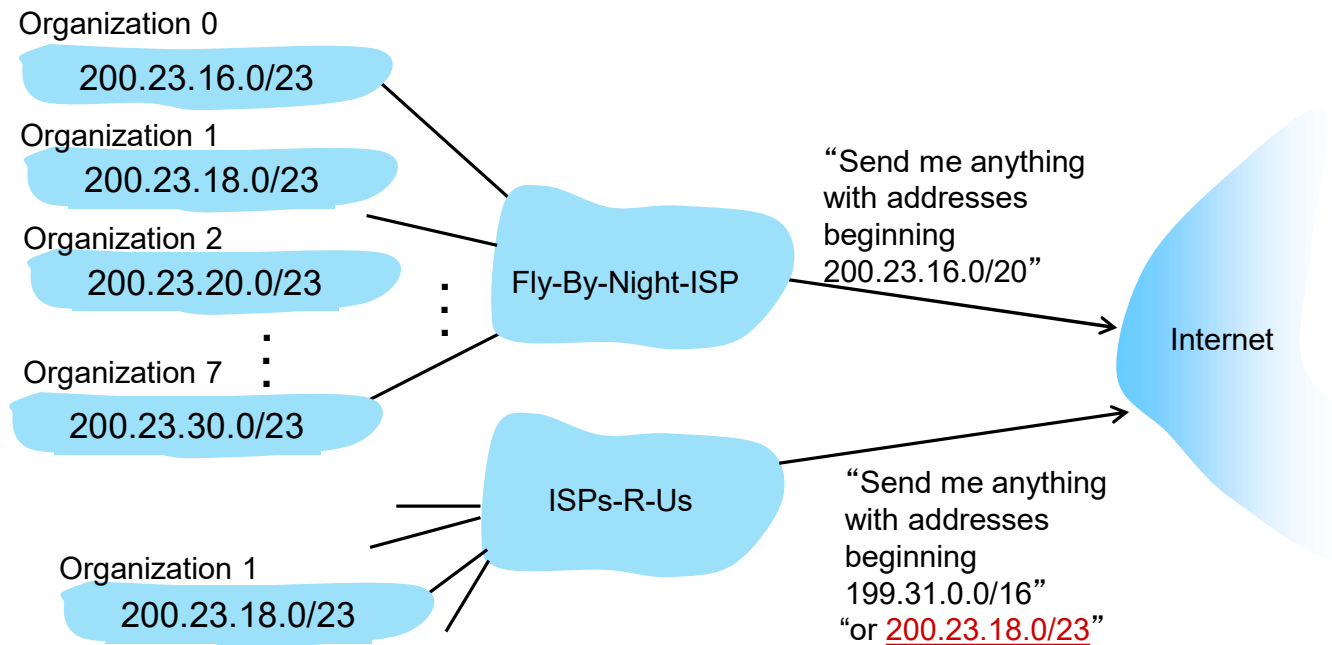 Organization 0
200.23.16.0/23
Organization 1
200.23.18.0/23
Organization 2
200.23.20.0/23
Organization 7
200.23.30.0/23
Fly-By-Night-ISP
“Send me anything
with addresses
beginning
200.23.16.0/20”
Internet
ISPs-R-Us
Organization 1
200.23.18.0/23
“Send me anything
with addresses
beginning
199.31.0.0/16”
“or 200.23.18.0/23”